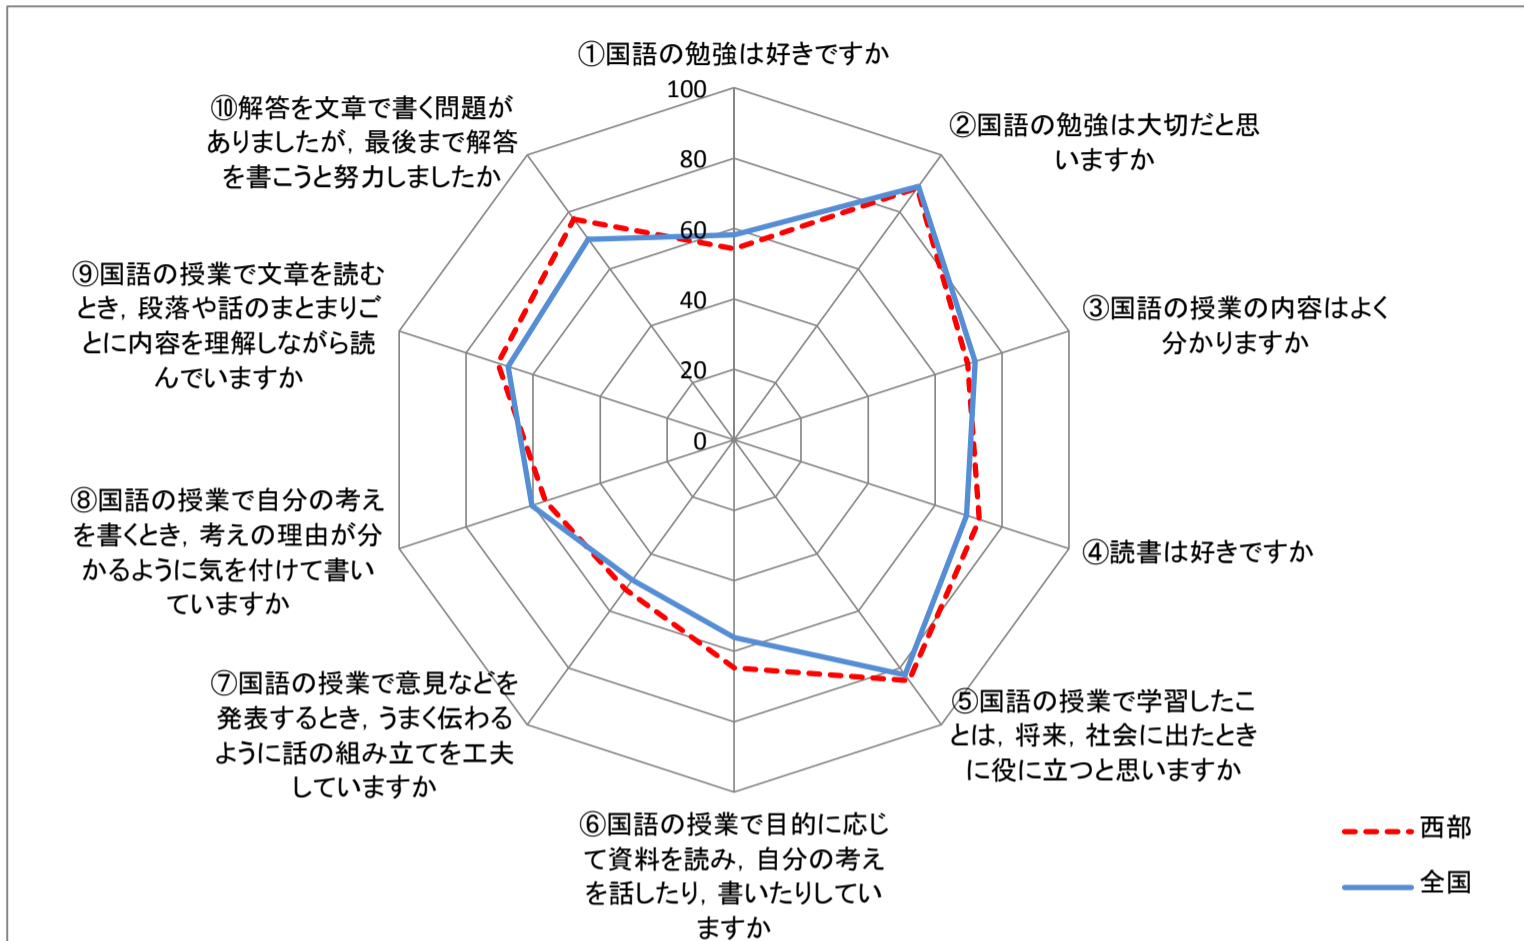 ①国語の勉強は好きですか
②国語の勉強は大切だと思
いますか
③国語の授業の内容はよく
分かりますか
④読書は好きですか
⑤国語の授業で学習したこ
とは，将来，社会に出たとき
に役に立つと思いますか
⑥国語の授業で目的に応じ
て資料を読み，自分の考え
を話したり，書いたりしてい
ますか
⑦国語の授業で意見などを
発表するとき，うまく伝わる
ように話の組み立てを工夫
していますか
⑧国語の授業で自分の考え
を書くとき，考えの理由が分
かるように気を付けて書い
ていますか
⑨国語の授業で文章を読む
とき，段落や話のまとまりご
とに内容を理解しながら読
んでいますか
⑩解答を文章で書く問題が
ありましたが，最後まで解答
を書こうと努力しましたか
100
80
60
40
20
0
西部
全国